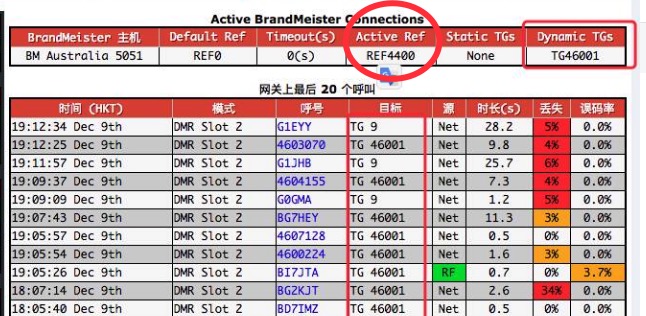 Active BrandMeister Connections
BrandMeister 主机 Default Ref Timeout(s) Active Ref Static TGs Dynamic TGs
BM Australia 5051 REF0 0(s) REF4400 None TG46001
网关上最后 20 个呼叫
时间 (HKT) 模式 呼号 目标 源 时长(s) 丢失 误码率
19:12:34 Dec 9th DMR Slot 2 G1EYY TG 9 Net 28.2 5% 0.0%
19:12:25 Dec 9th DMR Slot 2 4603070 TG 46001 Net 9.8 4% 0.0%
19:11:57 Dec 9th DMR Slot 2 G1JHB TG 9 Net 25.7 6% 0.0%
19:09:37 Dec 9th DMR Slot 2 4604155 TG 46001 Net 7.3 4% 0.0%
19:09:09 Dec 9th DMR Slot 2 G0GMA TG 9 Net 1.2 5% 0.0%
19:07:43 Dec 9th DMR Slot 2 BG7HEY TG 46001 Net 11.3 3% 0.0%
19:05:57 Dec 9th DMR Slot 2 4607128 TG 46001 Net 0.5 0% 0.0%
19:05:54 Dec 9th DMR Slot 2 4600224 TG 46001 Net 1.6 3% 0.0%
19:05:26 Dec 9th DMR Slot 2 BI7JTA TG 46001 RF 0.7 0% 3.7%
18:07:14 Dec 9th DMR Slot 2 BG2KJT TG 46001 Net 2.6 34% 0.0%
18:05:40 Dec 9th DMR Slot 2 BD7IMZ TG 46001 Net 0.5 0% 0.0%